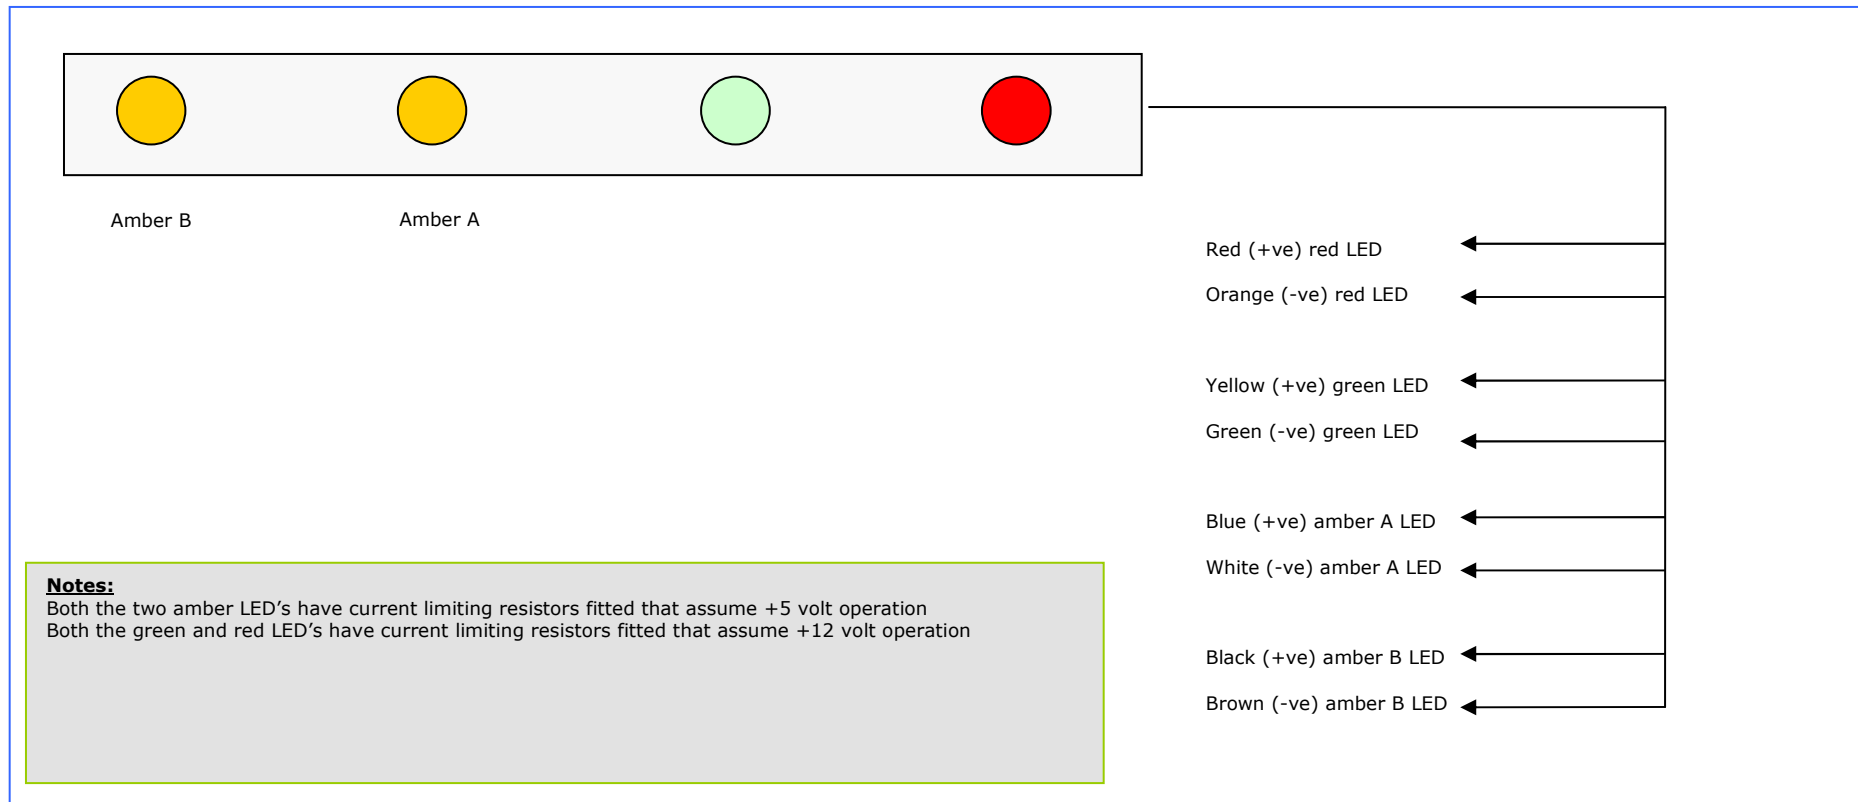 Amber B
Amber A
Red (+ve) red LED
Orange (-ve) red LED
Yellow (+ve) green LED
Green (-ve) green LED
Blue (+ve) amber A LED
White (-ve) amber A LED
Black (+ve) amber B LED
Brown (-ve) amber B LED
Notes:
Both the two amber LED’s have current limiting resistors fitted that assume +5 volt operation
Both the green and red LED’s have current limiting resistors fitted that assume +12 volt operation